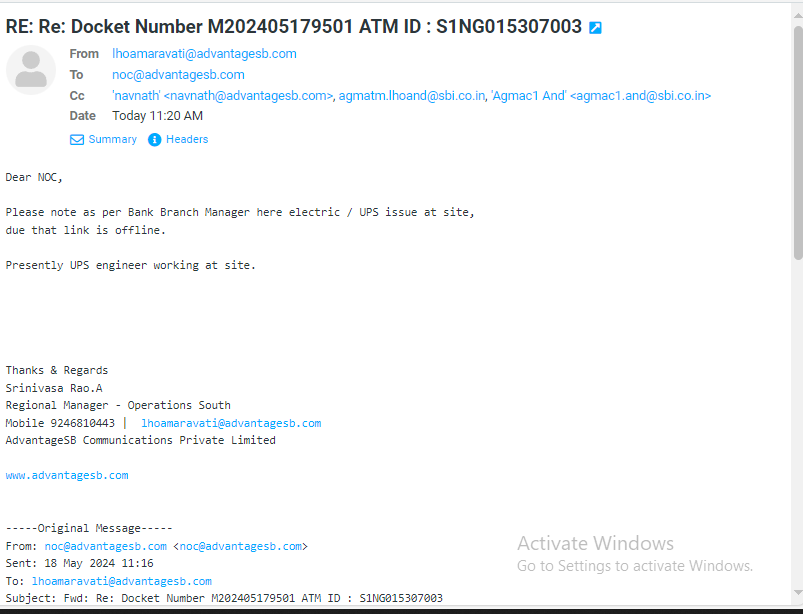 RE: Re: Docket Number M202405179501 ATM ID : S1NG015307003
From lhoamaravati@advantagesb.com
To noc@advantagesb.com
Cc 'navnath' <navnath@advantagesb.com>, agmatm.lhoand@sbi.co.in, 'Agmac1 And' <agmac1.and@sbi.co.in>
Date Today 11:20 AM
Summary Headers
Dear NOC,
Please note as per Bank Branch Manager here electric / UPS issue at site,
due that link is offline.
Presently UPS engineer working at site.
Thanks & Regards
Srinivasa Rao.A
Regional Manager - Operations South
Mobile 9246810443 | lhoamaravati@advantagesb.com
AdvantageSB Communications Private Limited
www.advantagesb.com
-----Original Message-----
From: noc@advantagesb.com <noc@advantagesb.com>
Sent: 18 May 2024 11:16
To: lhoamaravati@advantagesb.com
Subject: Fwd: Re: Docket Number M202405179501 ATM ID : S1NG015307003
Activate Windows
Go to Settings to activate Windows.